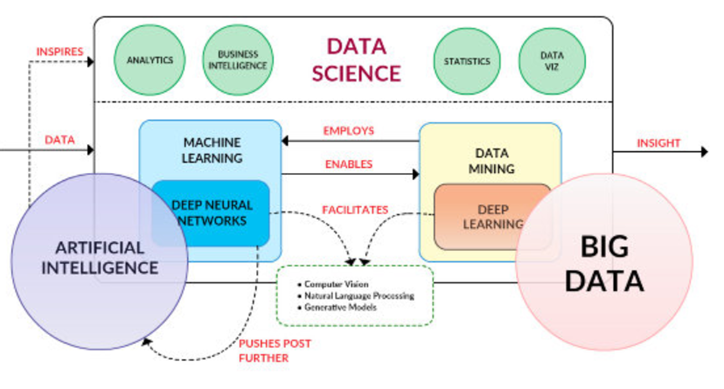 INSPIRES
ANALYTICS
BUSINESS
INTELLIGENCE
DATA
SCIENCE
STATISTICS
DATA
VIZ
DATA
MACHINE
LEARNING
EMPLOYS
ENABLES
DATA
MINING
INSIGHT
DEEP NEURAL
NETWORKS
FACILITATES
DEEP
LEARNING
ARTIFICIAL
INTELLIGENCE
BIG
DATA
• Computer Vision
• Natural Language Processing
• Generative Models
PUSHES POST
FURTHER